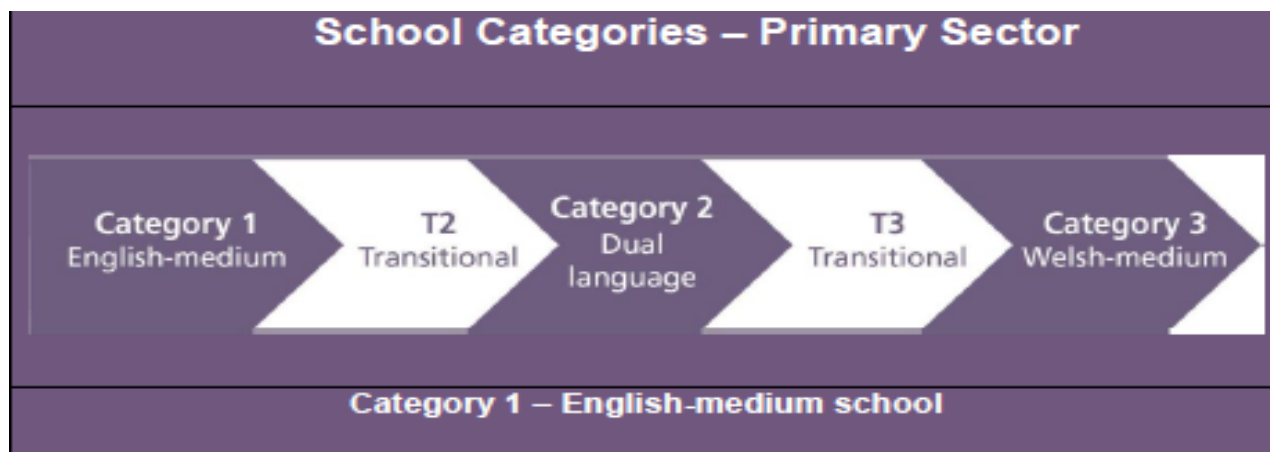 School Categories – Primary Sector
Category 1
English-medium
T2
Transitional
Category 2
Dual
language
T3
Transitional
Category 3
Welsh-medium
Category 1 – English-medium school